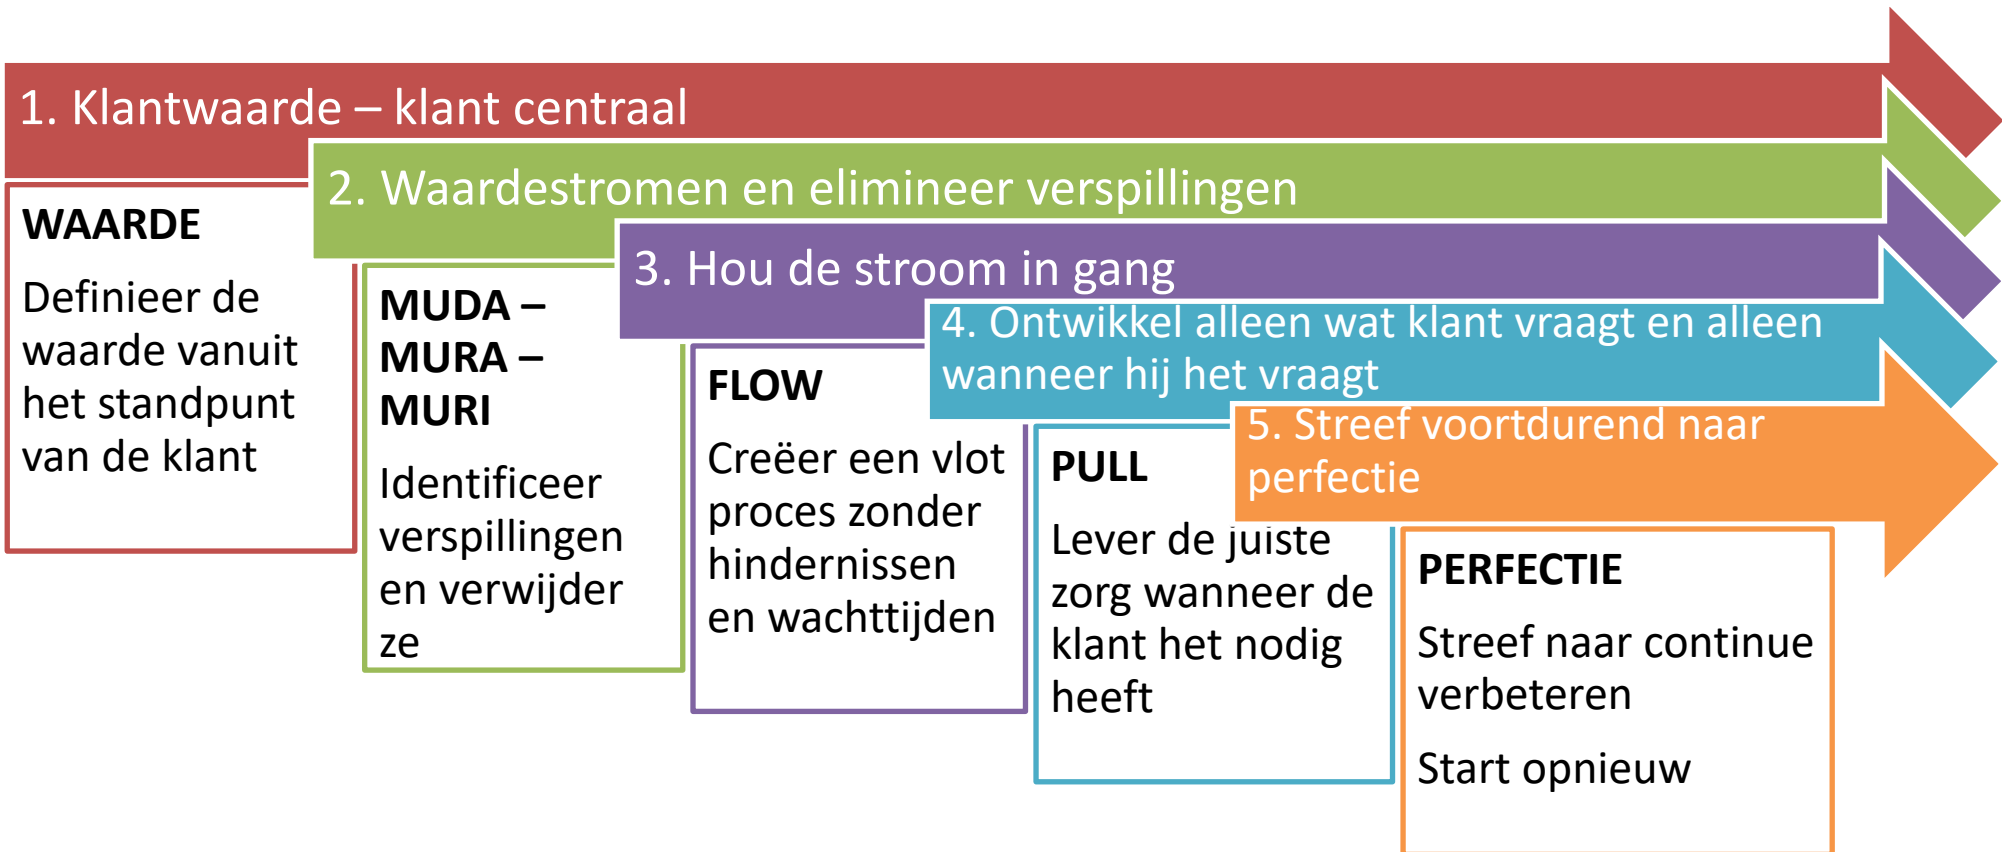 1. Klantwaarde – klant centraal
WAARDE
Definieer de
waarde vanuit
het standpunt
van de klant
2. Waardestromen en elimineer verspillingen
MUDA –
MURA –
MURI
Identificeer
verspillingen
en verwijder
ze
3. Hou de stroom in gang
FLOW
Creëer een vlot
proces zonder
hindernissen
en wachttijden
4. Ontwikkel alleen wat klant vraagt en alleen
wanneer hij het vraagt
PULL
Lever de juiste
zorg wanneer de
klant het nodig
heeft
5. Streef voortdurend naar
perfectie
PERFECTIE
Streef naar continue
verbeteren
Start opnieuw